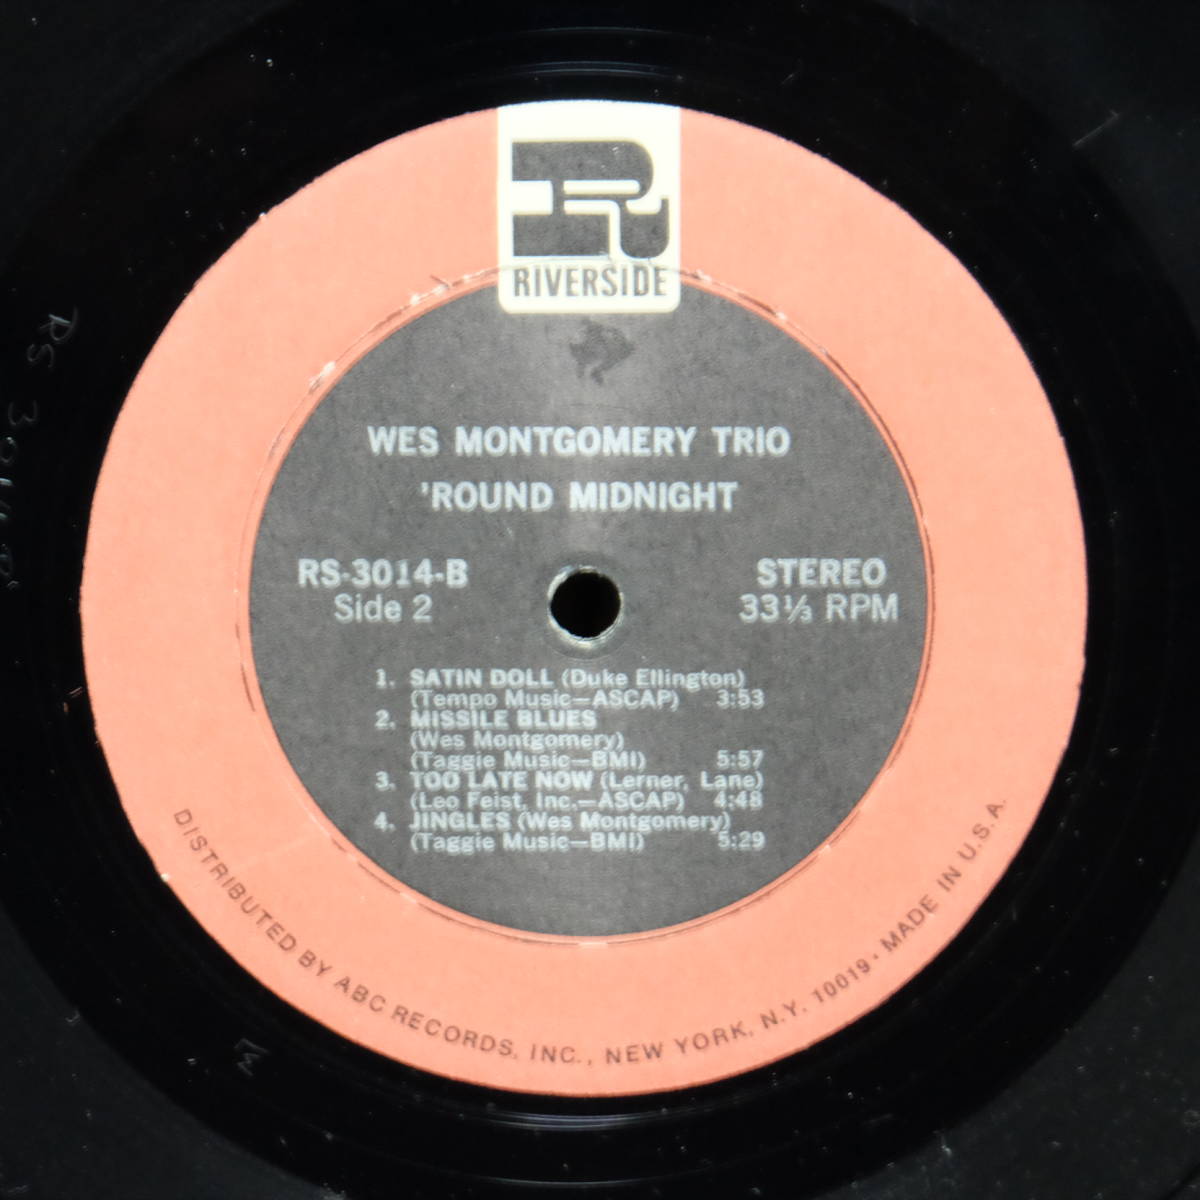 R
RIVERSIDE
WES MONTGOMERY TRIO
'ROUND MIDNIGHT
RS-3014-B
Side 2
STEREO
33⅓ RPM
1. SATIN DOLL (Duke Ellington)
(Tempo Music—ASCAP) 3:53
2. MISSILE BLUES
(Wes Montgomery)
(Taggie Music—BMI) 5:57
3. TOO LATE NOW (Lerner, Lane)
(Leo Feist, Inc.—ASCAP) 4:48
4. JINGLES (Wes Montgomery)
(Taggie Music—BMI) 5:29
DISTRIBUTED BY ABC RECORDS, INC., NEW YORK, N.Y. 10019 • MADE IN U.S.A.
RS 3014